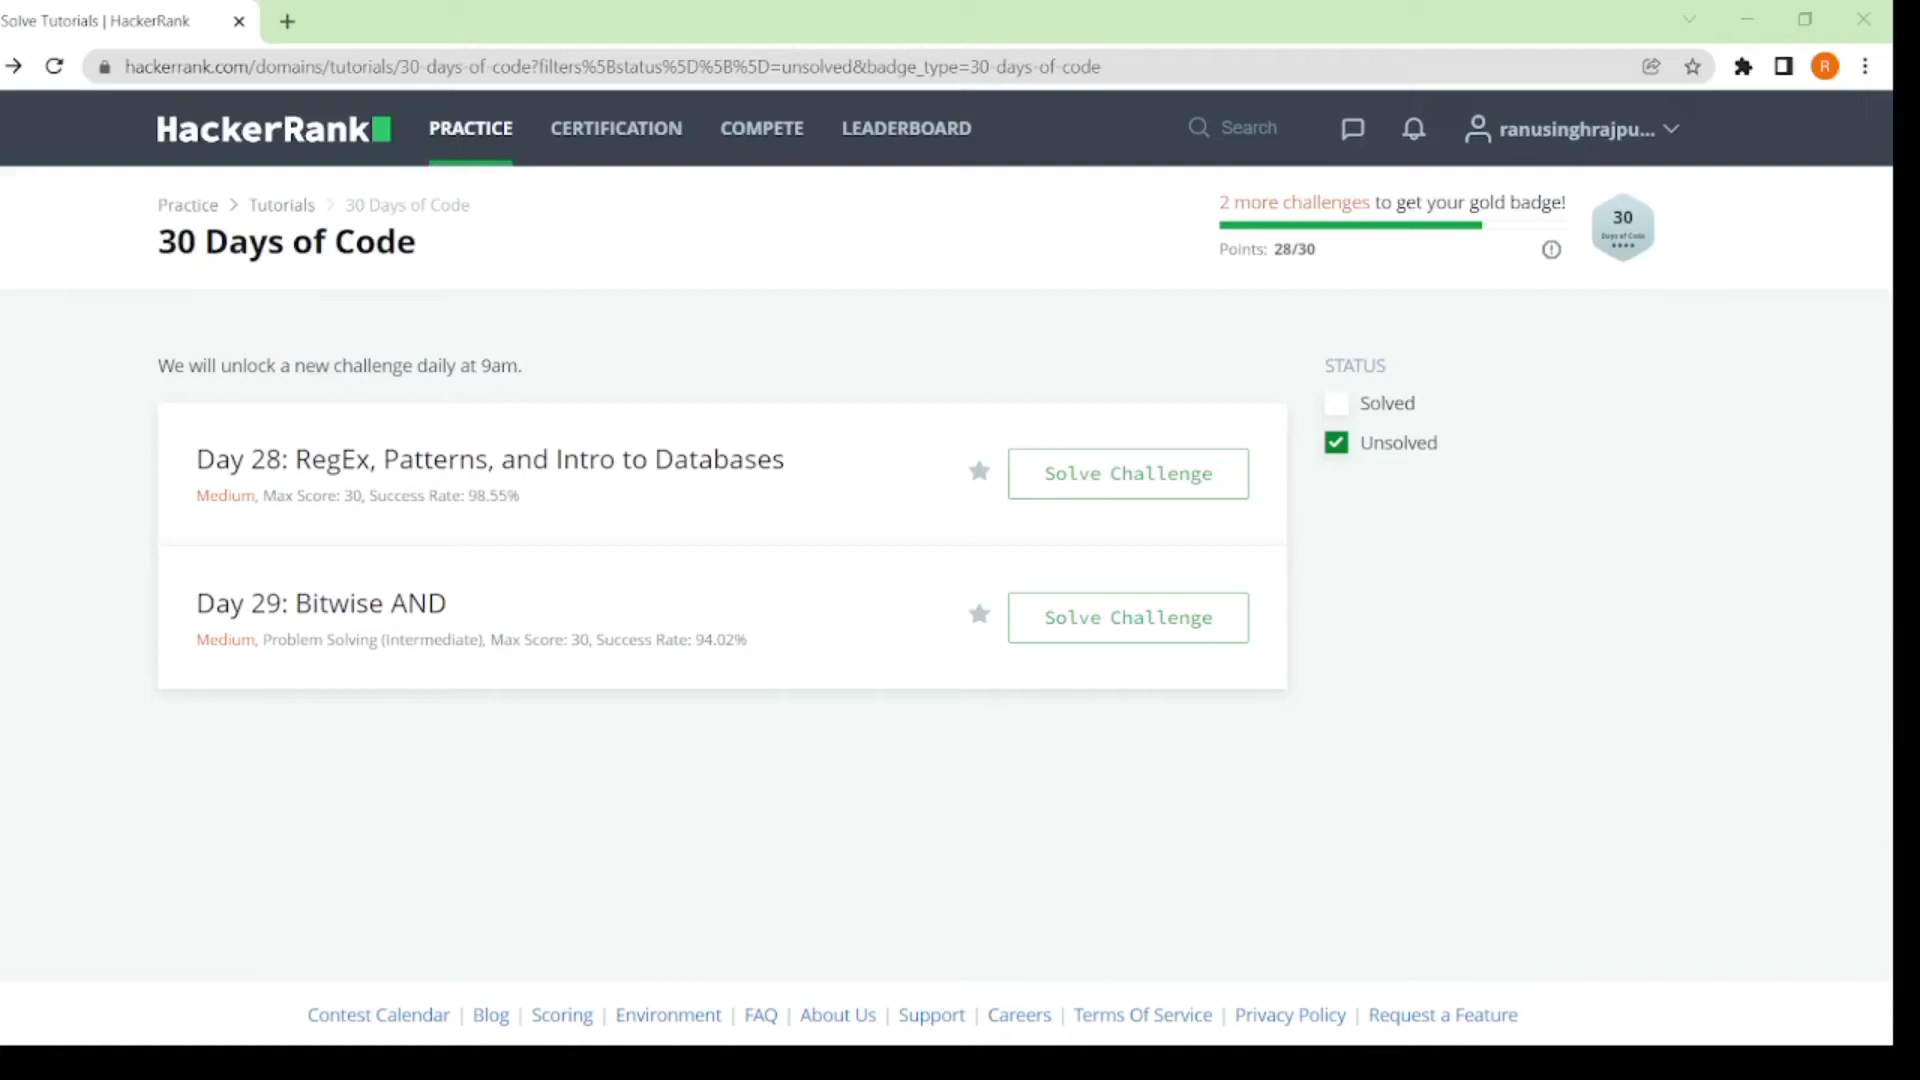 Solve Tutorials | HackerRank
hackerrank.com/domains/tutorials/30-days-of-code?filters%5Bstatus%5D%5B%5D=unsolved&badge_type=30-days-of-code
R
HackerRank
PRACTICE
CERTIFICATION
COMPETE
LEADERBOARD
Search
ranusinghrajpu...
Practice > Tutorials > 30 Days of Code
30 Days of Code
2 more challenges to get your gold badge!
Points: 28/30
30
Days of Code
We will unlock a new challenge daily at 9am.
STATUS
Solved
Unsolved
Day 28: RegEx, Patterns, and Intro to Databases
Medium, Max Score: 30, Success Rate: 98.55%
Solve Challenge
Day 29: Bitwise AND
Medium, Problem Solving (Intermediate), Max Score: 30, Success Rate: 94.02%
Solve Challenge
Contest Calendar | Blog | Scoring | Environment | FAQ | About Us | Support | Careers | Terms Of Service | Privacy Policy | Request a Feature